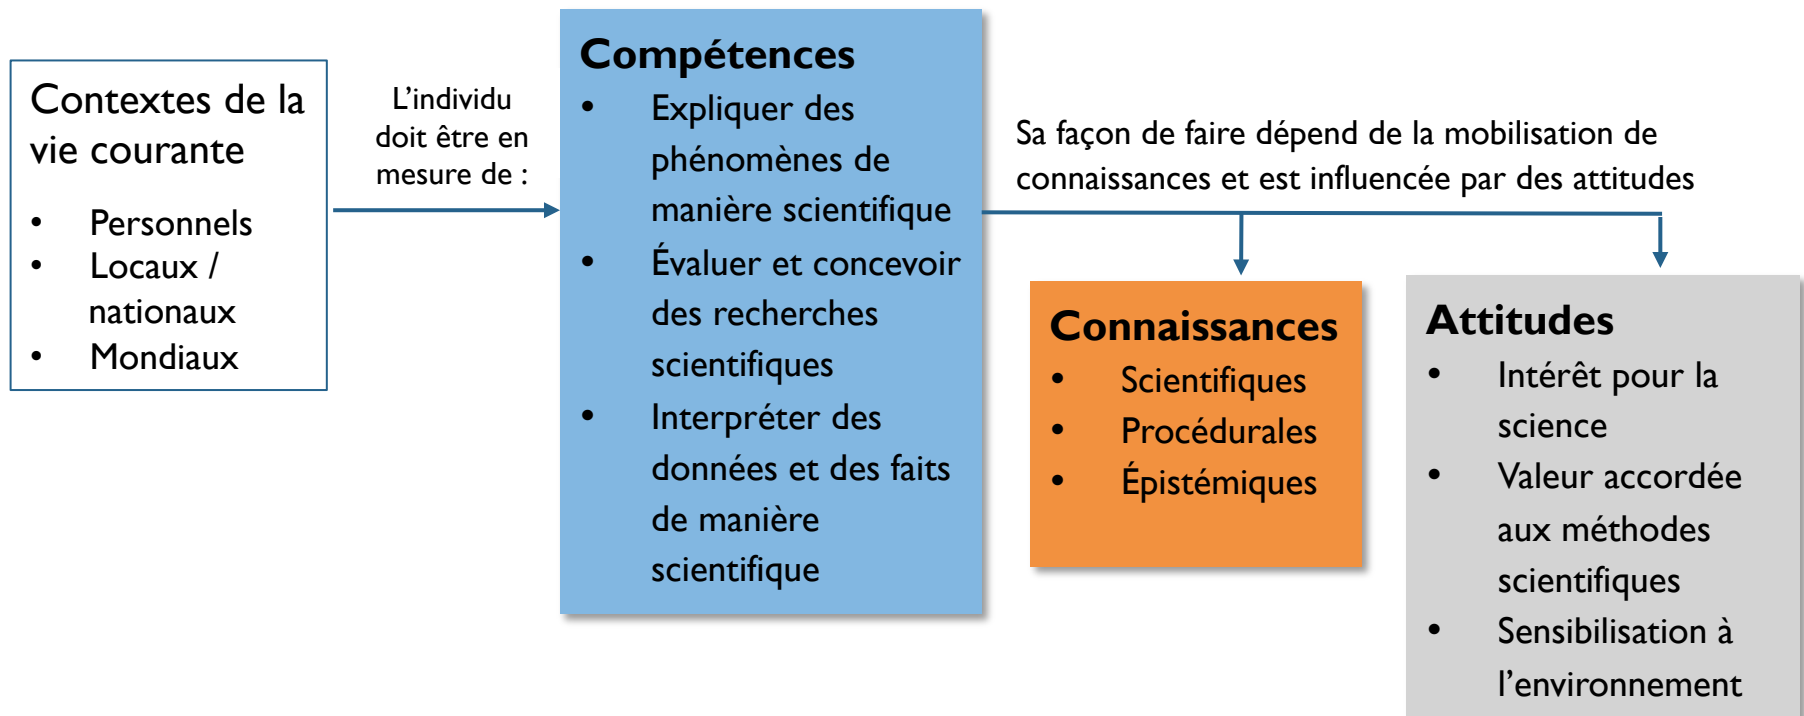 Contextes de la
vie courante
• Personnels
• Locaux /
nationaux
• Mondiaux
L’individu
doit être en
mesure de :
Compétences
• Expliquer des
phénomènes de
manière scientifique
• Évaluer et concevoir
des recherches
scientifiques
• Interpréter des
données et des faits
de manière
scientifique
Sa façon de faire dépend de la mobilisation de
connaissances et est influencée par des attitudes
Connaissances
• Scientifiques
• Procédurales
• Épistémiques
Attitudes
• Intérêt pour la
science
• Valeur accordée
aux méthodes
scientifiques
• Sensibilisation à
l’environnement